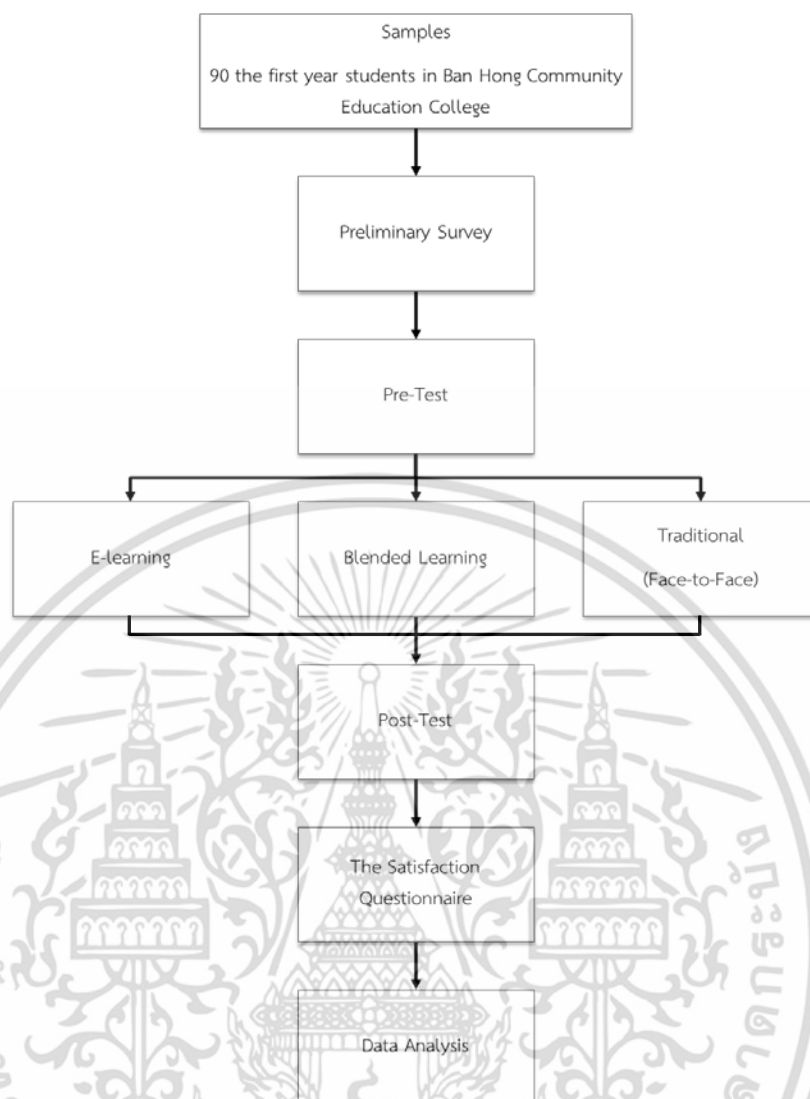 Samples
90 the first year students in Ban Hong Community
Education College
Preliminary Survey
Pre-Test
E-learning
Blended Learning
Traditional
(Face-to-Face)
Post-Test
The Satisfaction
Questionnaire
Data Analysis